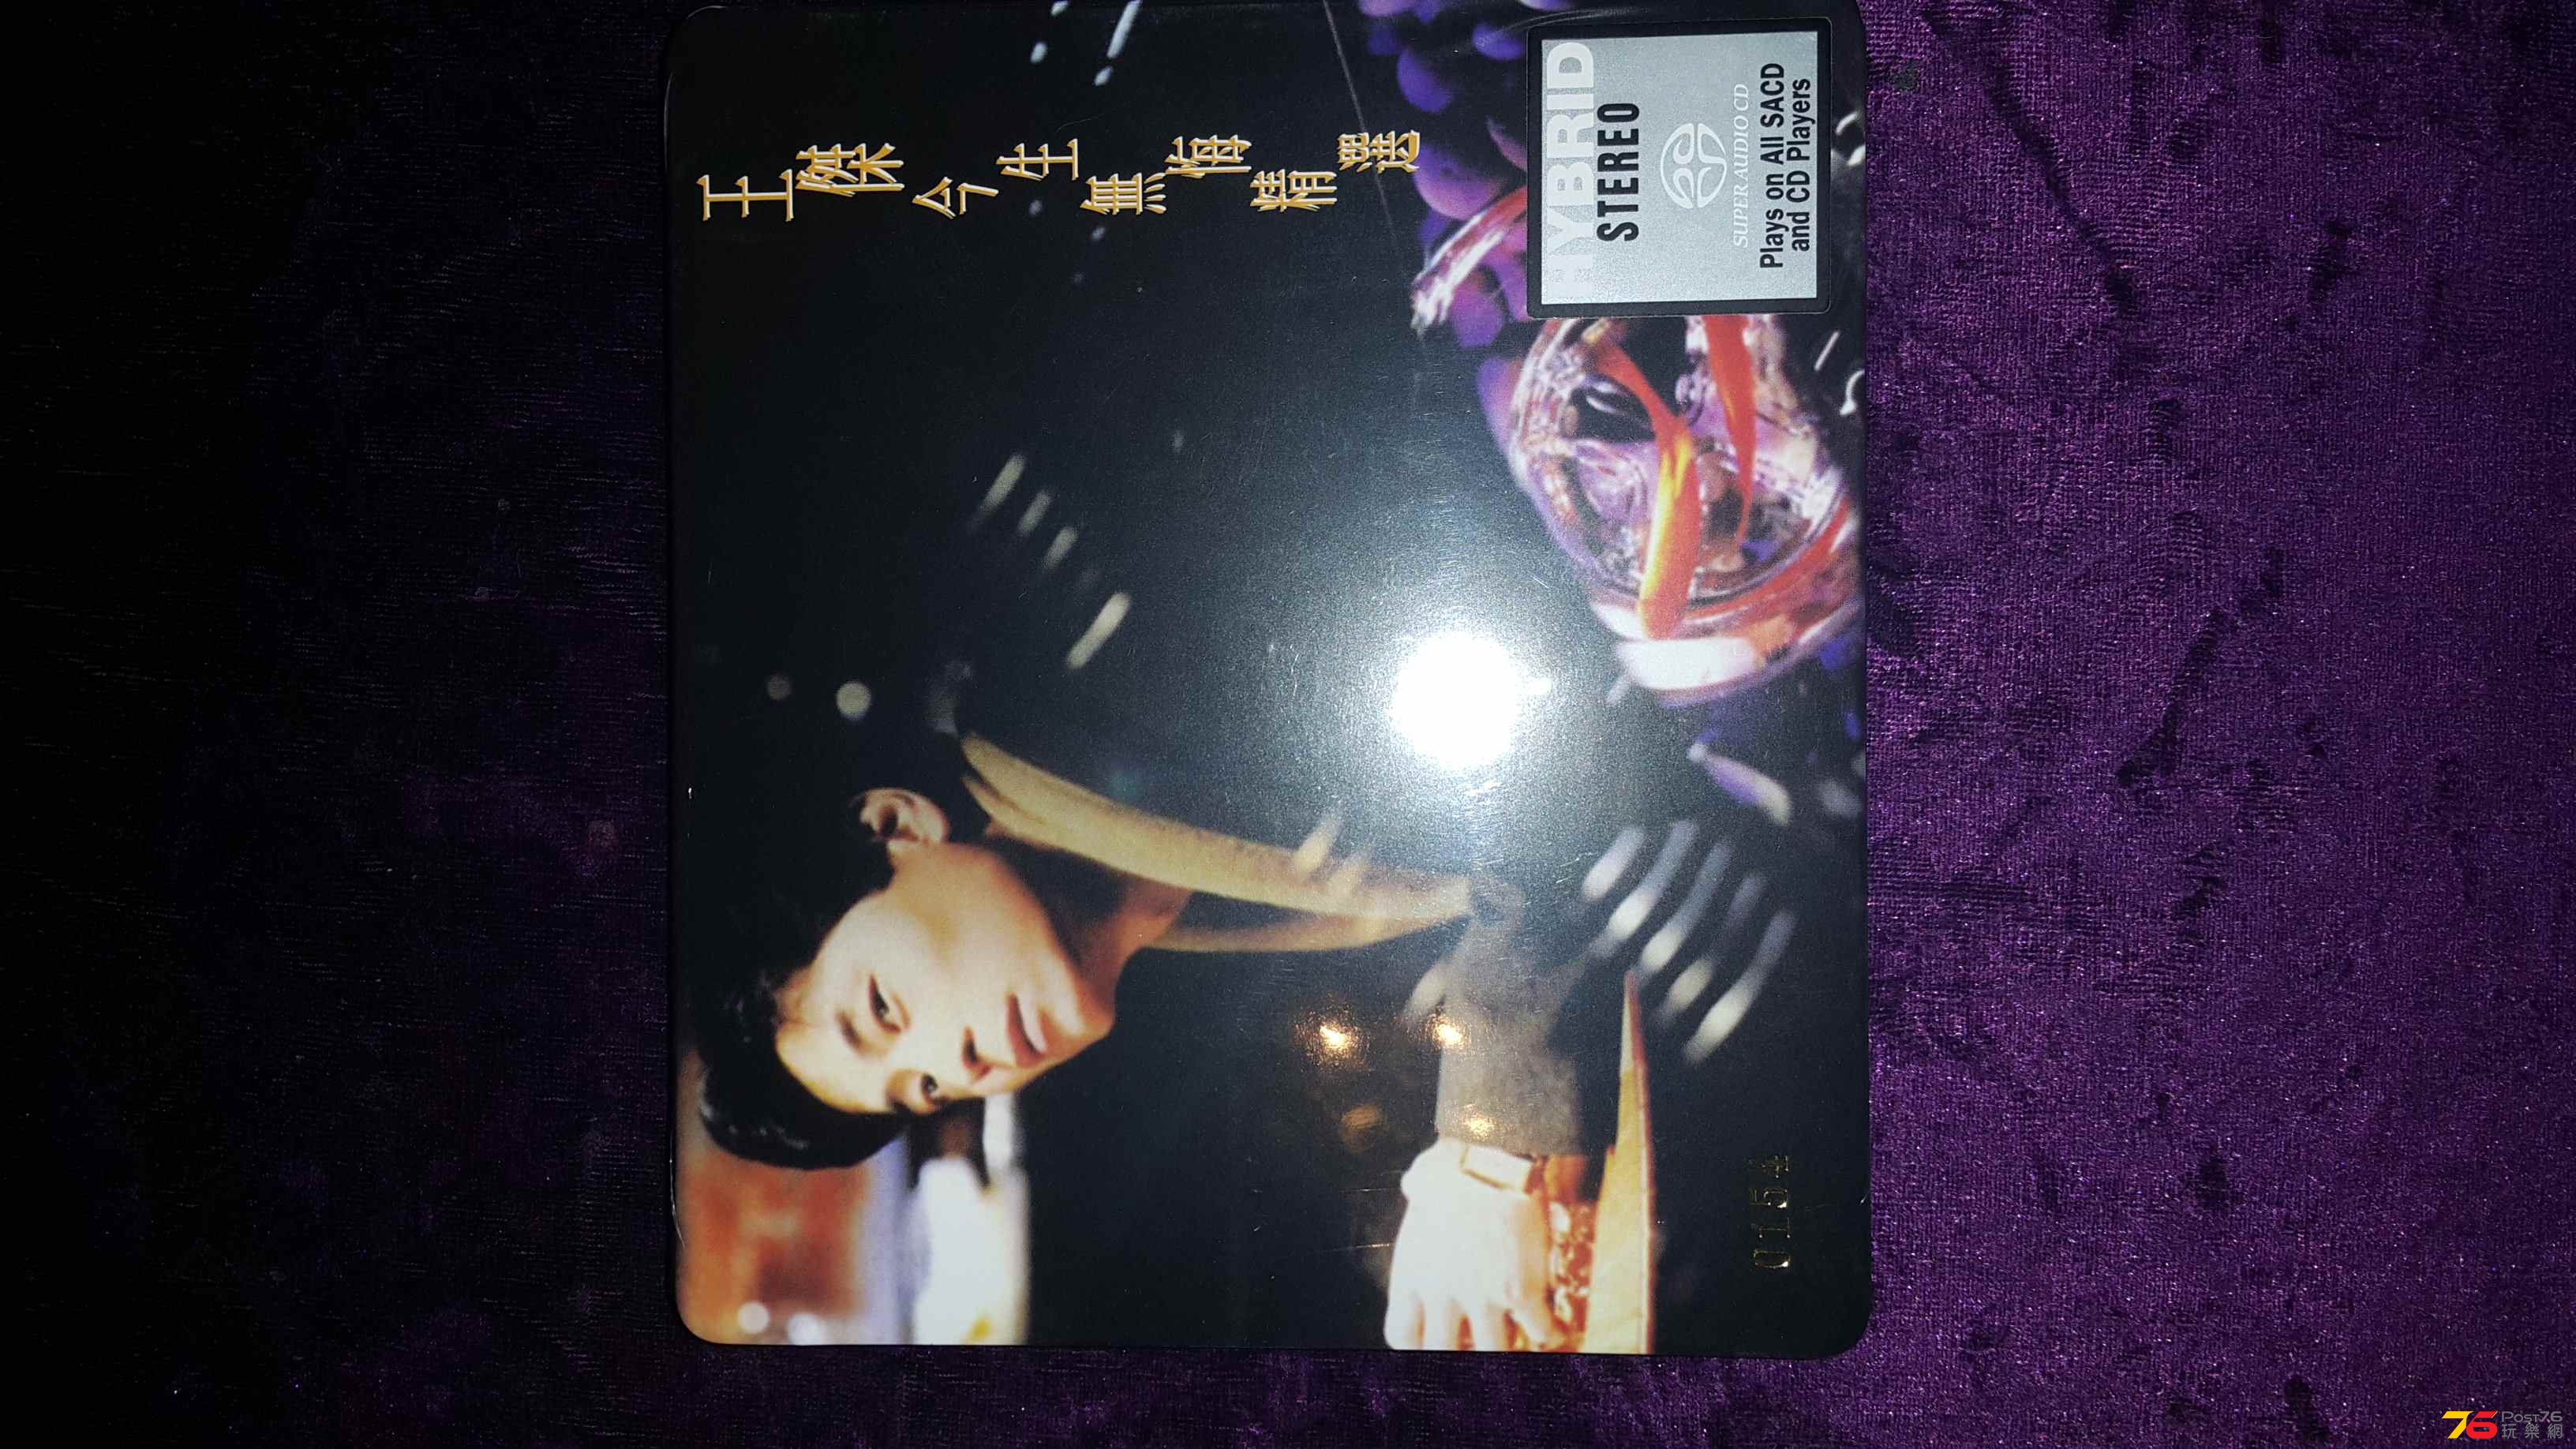 王傑 今生無悔精選
HYBRID
STEREO
SUPER AUDIO CD
Plays on All SACD
and CD Players
0154
76 POST76
玩樂網